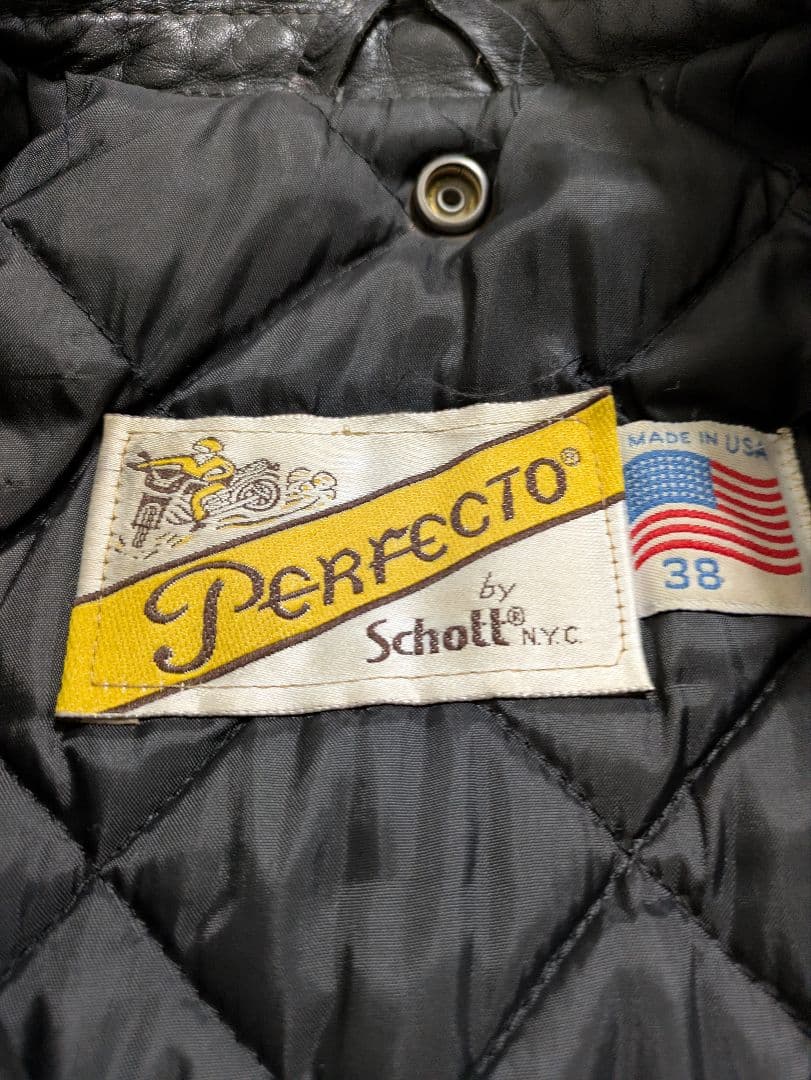 PERFECTO®
by
Schott® N.Y.C.
MADE IN USA
38